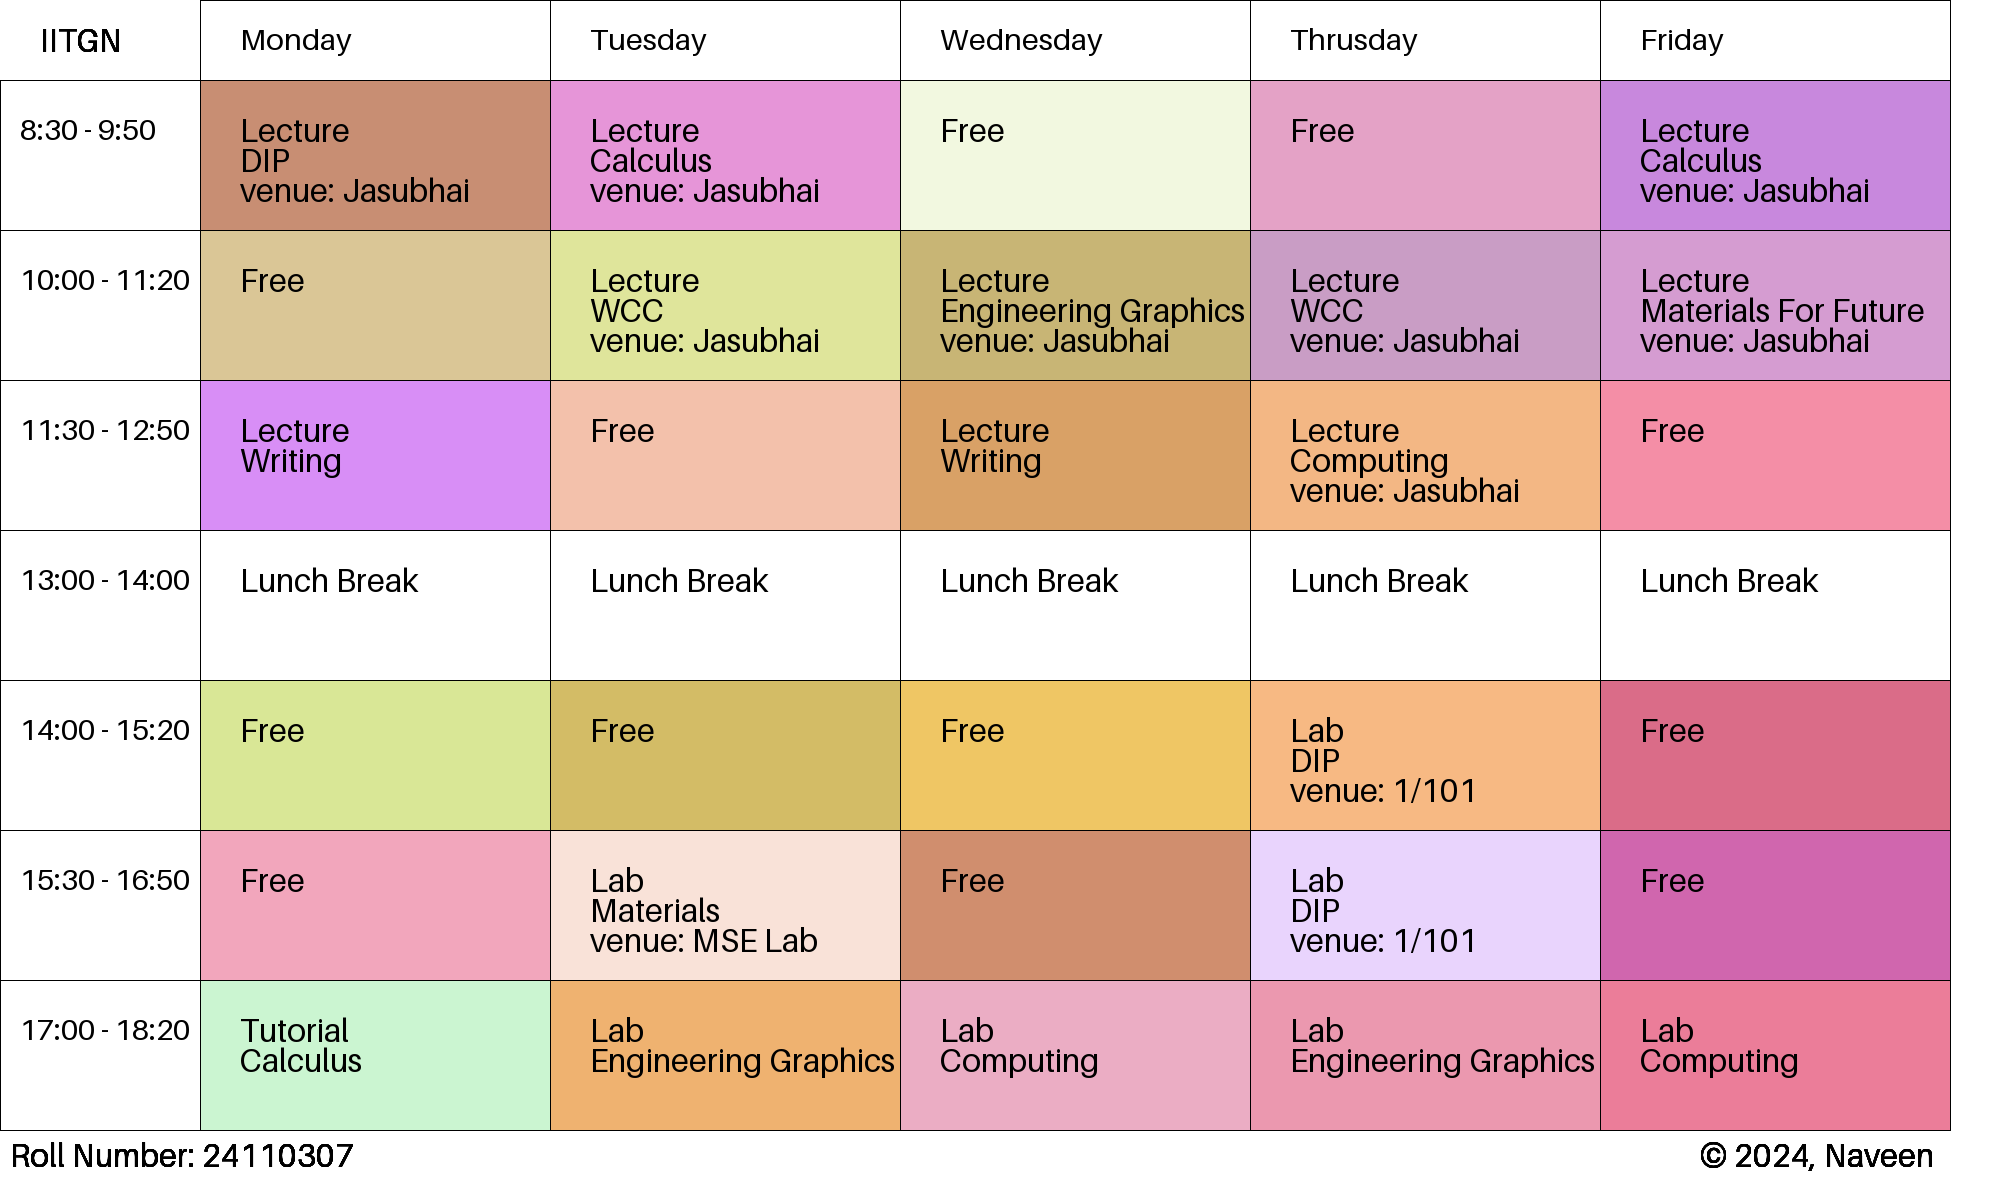 IITGN Monday Tuesday Wednesday Thrusday Friday
8:30 - 9:50
Lecture
DIP
venue: Jasubhai
Lecture
Calculus
venue: Jasubhai
Free
Free
Lecture
Calculus
venue: Jasubhai
10:00 - 11:20
Free
Lecture
WCC
venue: Jasubhai
Lecture
Engineering Graphics
venue: Jasubhai
Lecture
WCC
venue: Jasubhai
Lecture
Materials For Future
venue: Jasubhai
11:30 - 12:50
Lecture
Writing
Free
Lecture
Writing
Lecture
Computing
venue: Jasubhai
Free
13:00 - 14:00
Lunch Break
Lunch Break
Lunch Break
Lunch Break
Lunch Break
14:00 - 15:20
Free
Free
Free
Lab
DIP
venue: 1/101
Free
15:30 - 16:50
Free
Lab
Materials
venue: MSE Lab
Free
Lab
DIP
venue: 1/101
Free
17:00 - 18:20
Tutorial
Calculus
Lab
Engineering Graphics
Lab
Computing
Lab
Engineering Graphics
Lab
Computing
Roll Number: 24110307
© 2024, Naveen